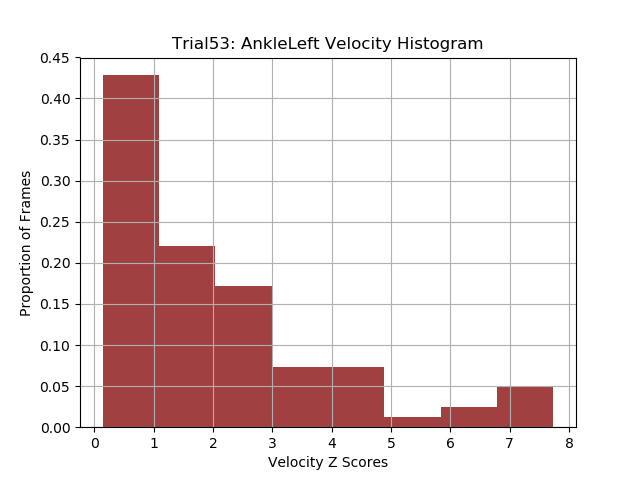 Trial53: AnkleLeft Velocity Histogram
0.45
0.40
0.35
0.30
0.25
0.20
0.15
0.10
0.05
0.00
Proportion of Frames
0 1 2 3 4 5 6 7 8
Velocity Z Scores